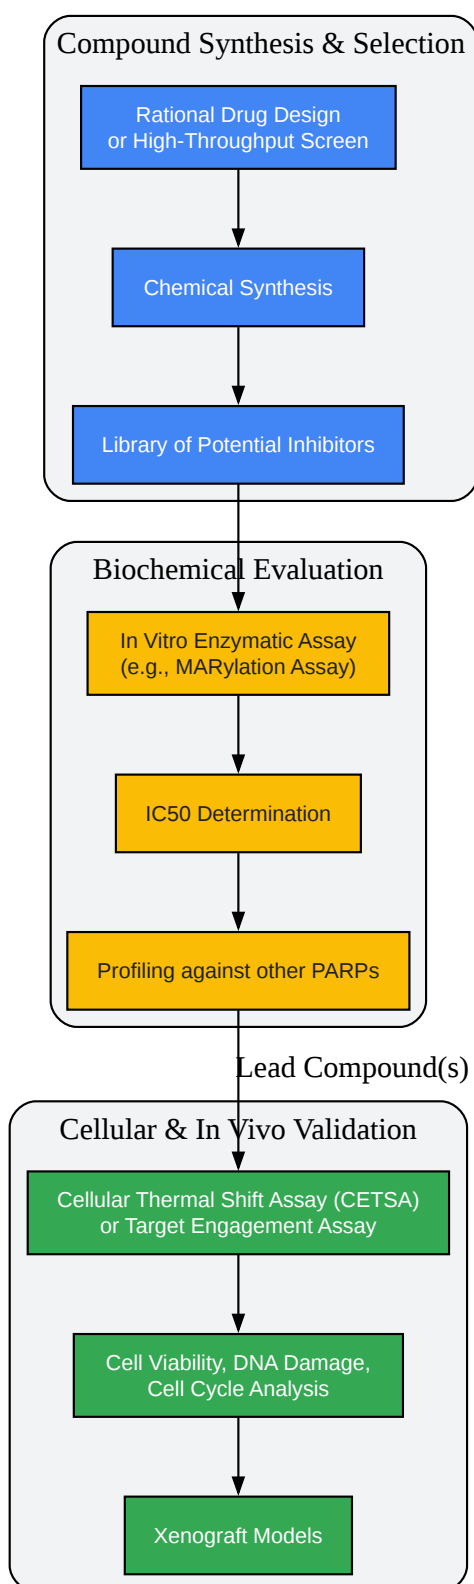 Compound Synthesis & Selection
Rational Drug Design
or High-Throughput Screen
Chemical Synthesis
Library of Potential Inhibitors
Biochemical Evaluation
In Vitro Enzymatic Assay
(e.g., MARylation Assay)
IC50 Determination
Profiling against other PARPs
Lead Compound(s)
Cellular & In Vivo Validation
Cellular Thermal Shift Assay (CETSA)
or Target Engagement Assay
Cell Viability, DNA Damage,
Cell Cycle Analysis
Xenograft Models